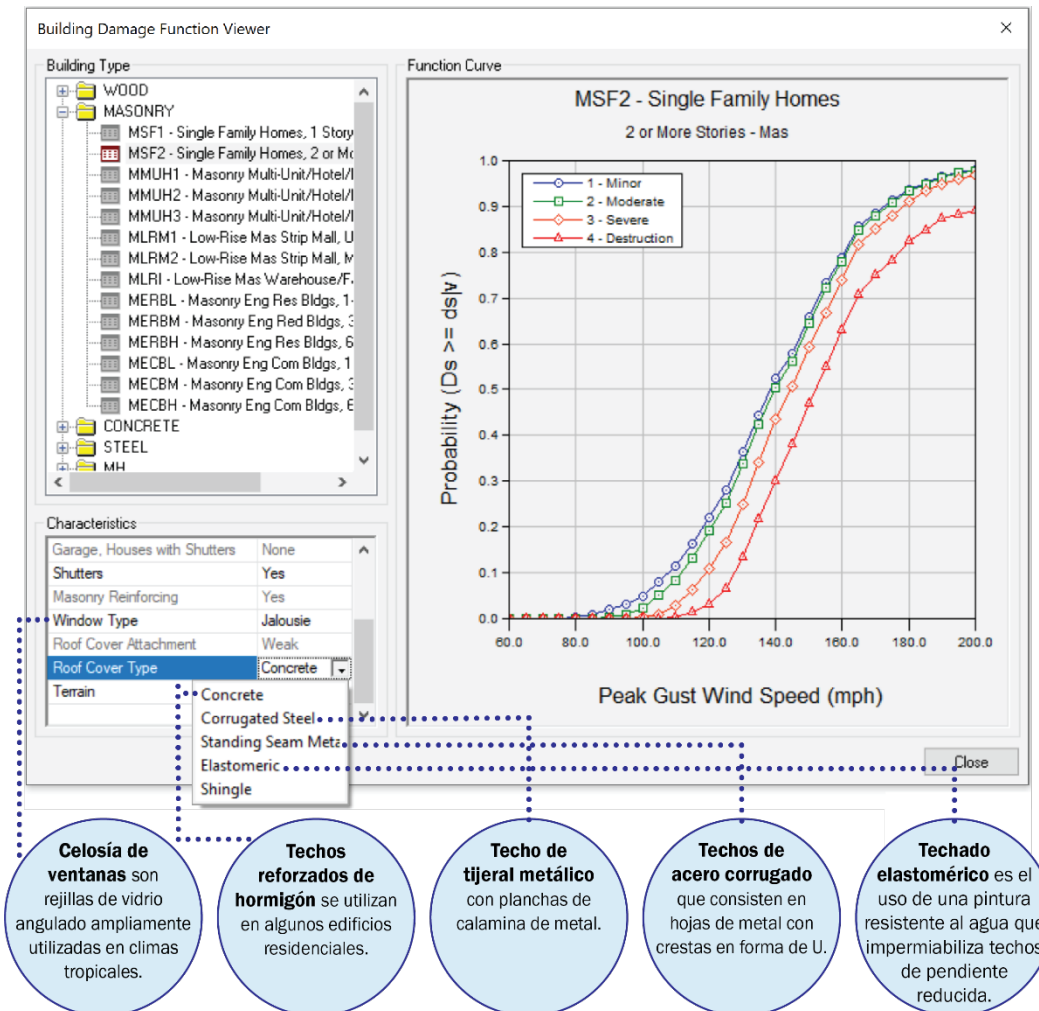 Building Damage Function Viewer
Building Type
WOOD
MASONRY
MSF1 - Single Family Homes, 1 Story
MSF2 - Single Family Homes, 2 or Mo
MMUH1 - Masonry Multi-Unit/Hotel/
MMUH2 - Masonry Multi-Unit/Hotel/
MMUH3 - Masonry Multi-Unit/Hotel/
MLRM1 - Low-Rise Mas Strip Mall, U
MLRM2 - Low-Rise Mas Strip Mall, M
MLRI - Low-Rise Mas Warehouse/F
MERBL - Masonry Eng Res Bldgs, 1-
MERBM - Masonry Eng Red Bldgs, 3
MERBH - Masonry Eng Res Bldgs, 6
MECBL - Masonry Eng Com Bldgs, 1
MECBM - Masonry Eng Com Bldgs, 3
MECBH - Masonry Eng Com Bldgs, 6
CONCRETE
STEEL
MH
Characteristics
Garage, Houses with Shutters None
Shutters Yes
Masonry Reinforcing Yes
Window Type Jalousie
Roof Cover Attachment Weak
Roof Cover Type Concrete
Terrain
Concrete
Corrugated Steel
Standing Seam Meta
Elastomeric
Shingle
Function Curve
MSF2 - Single Family Homes
2 or More Stories - Mas
1 - Minor
2 - Moderate
3 - Severe
4 - Destruction
Probability (Ds >= ds|v)
1.0
0.9
0.8
0.7
0.6
0.5
0.4
0.3
0.2
0.1
0.0
60.0 80.0 100.0 120.0 140.0 160.0 180.0 200.0
Peak Gust Wind Speed (mph)
Close
Celosía de
ventanas son
rejillas de vidrio
angulado ampliamente
utilizadas en climas
tropicales.
Techos
reforzados de
hormigón se utilizan
en algunos edificios
residenciales.
Techo de
tijeral metálico
con planchas de
calamina de metal.
Techos de
acero corrugado
que consisten en
hojas de metal con
crestas en forma de U.
Techado
elastomérico es el
uso de una pintura
resistente al agua que
impermeabiliza techos
de pendiente
reducida.